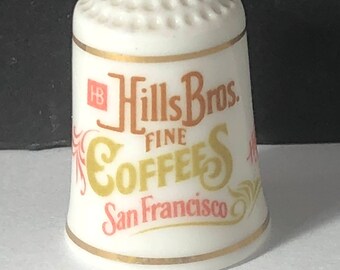 HB Hills Bros.
FINE
COFFEES
San Francisco